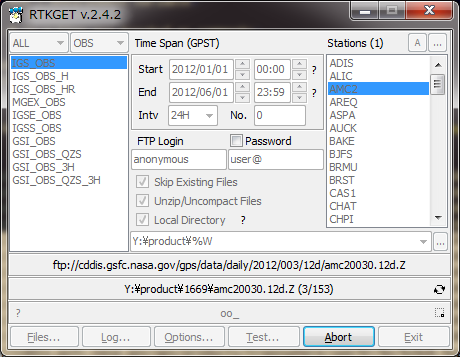 RTKGET v.2.4.2
ALL OBS Time Span (GPST) Stations (1) A ...
IGS_OBS
IGS_OBS_H
IGS_OBS_HR
MGEX_OBS
IGSE_OBS
IGSS_OBS
GSI_OBS
GSI_OBS_QZS
GSI_OBS_3H
GSI_OBS_QZS_3H
Start 2012/01/01 00:00 ?
End 2012/06/01 23:59 ?
Intv 24H No. 0
FTP Login Password
anonymous user@
Skip Existing Files
Unzip/Uncompact Files
Local Directory ?
Y:¥product¥%W ...
ADIS
ALIC
AMC2
AREQ
ASPA
AUCK
BAKE
BJFS
BRMU
BRST
CAS1
CHAT
CHPI
ftp://cddis.gsfc.nasa.gov/gps/data/daily/2012/003/12d/amc20030.12d.Z
Y:¥product¥1669¥amc20030.12d.Z (3/153)
? oo_
Files... Log... Options... Test... Abort Exit